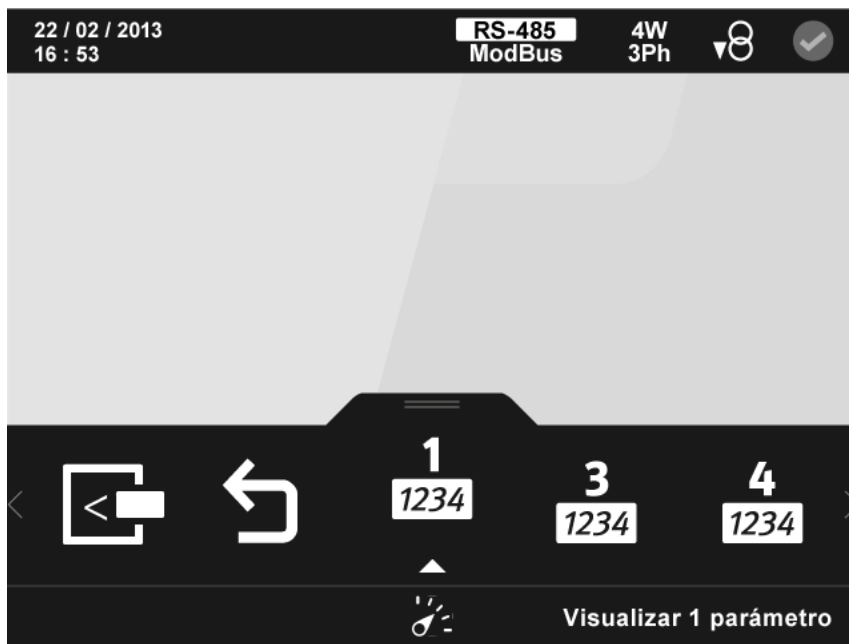 22 / 02 / 2013
16 : 53
RS-485
ModBus
4W
3Ph
<
1
1234
3
1234
4
1234
Visualizar 1 parámetro